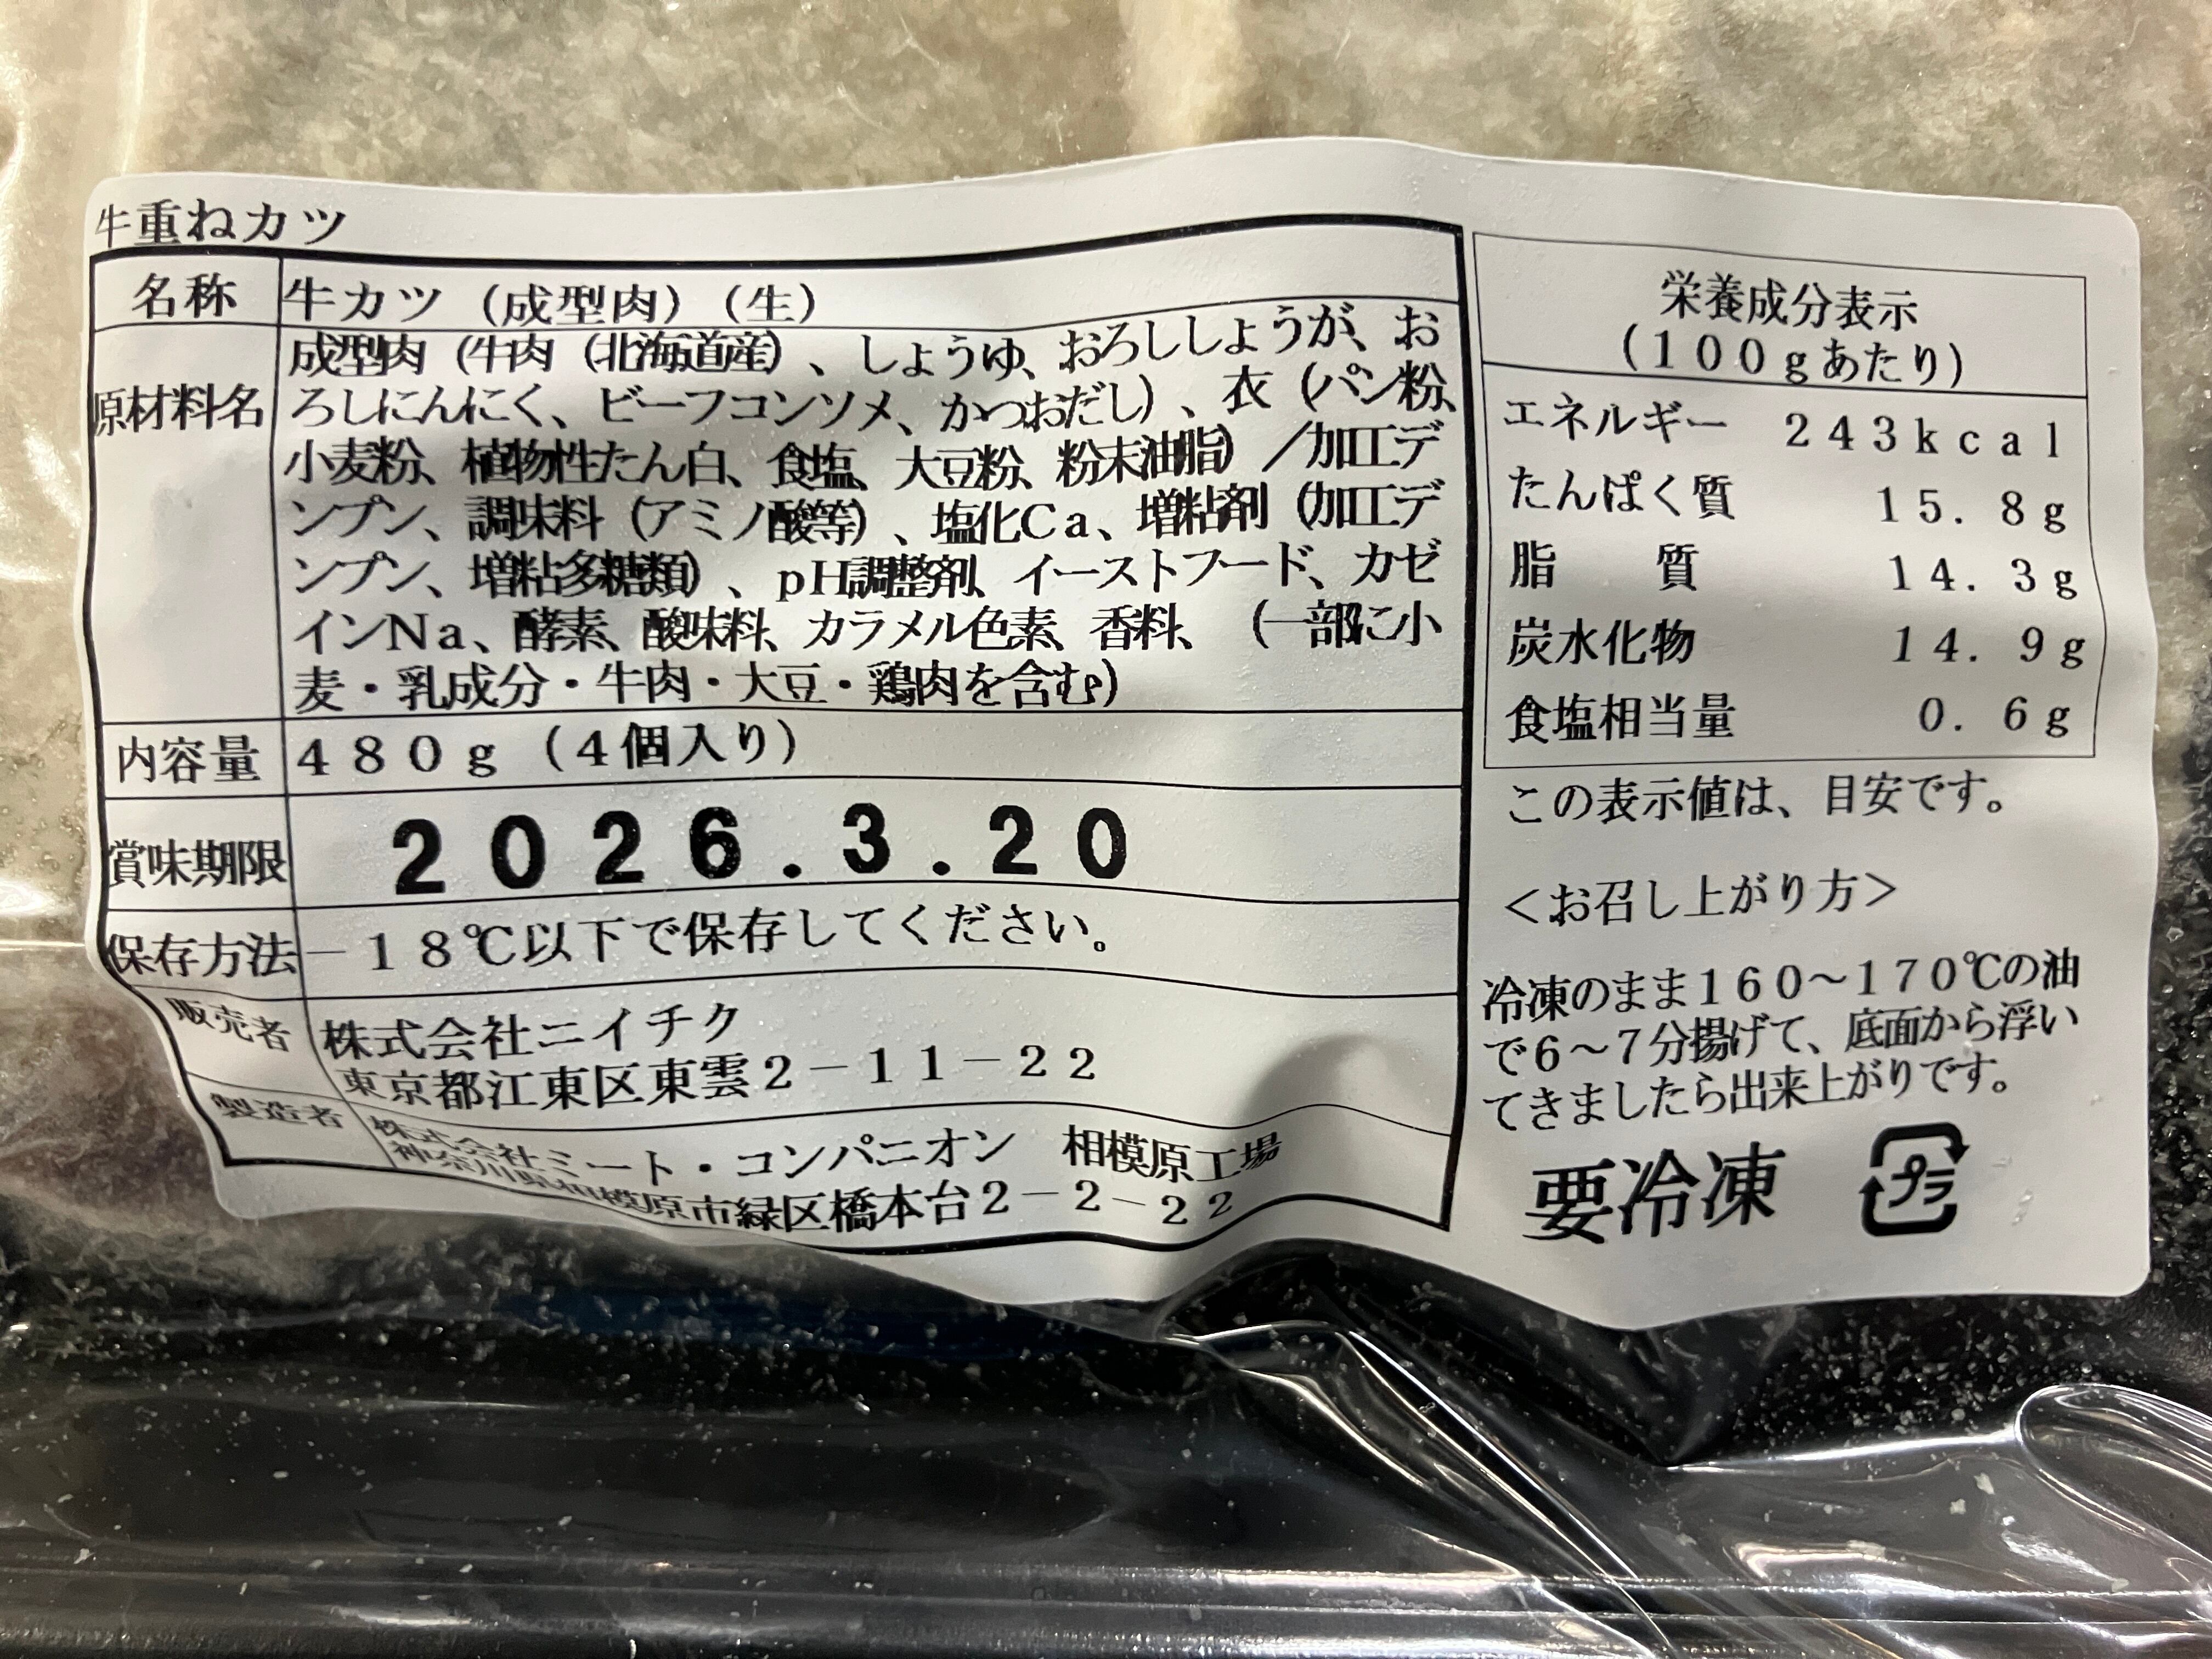 牛重ねカツ
名称 牛カツ（成型肉）（生）
原材料名 成型肉（牛肉（北海道産）、しょうゆ、おろししょうが、お
ろしにんにく、ビーフコンソメ、かつおだし）、衣（パン粉、
小麦粉、植物性たん白、食塩、大豆粉、粉末油脂）／加工デ
ンプン、調味料（アミノ酸等）、塩化Ca、増粘剤（加工デ
ンプン、増粘多糖類）、pH調整剤、イーストフード、カゼ
インNa、酵素、酸味料、カラメル色素、香料、（一部に小
麦・乳成分・牛肉・大豆・鶏肉を含む）
内容量 480g（4個入り）
賞味期限 2026.3.20
保存方法 －18℃以下で保存してください。
販売者 株式会社ニイチク
東京都江東区東雲2－11－22
製造者 株式会社ミート・コンパニオン 相模原工場
神奈川県相模原市緑区橋本台2－2－22
栄養成分表示
（100gあたり）
エネルギー 243kcal
たんぱく質 15.8g
脂質 14.3g
炭水化物 14.9g
食塩相当量 0.6g
この表示値は、目安です。
＜お召し上がり方＞
冷凍のまま160～170℃の油
で6～7分揚げて、底面から浮い
てきましたら出来上がりです。
要冷凍 プラ